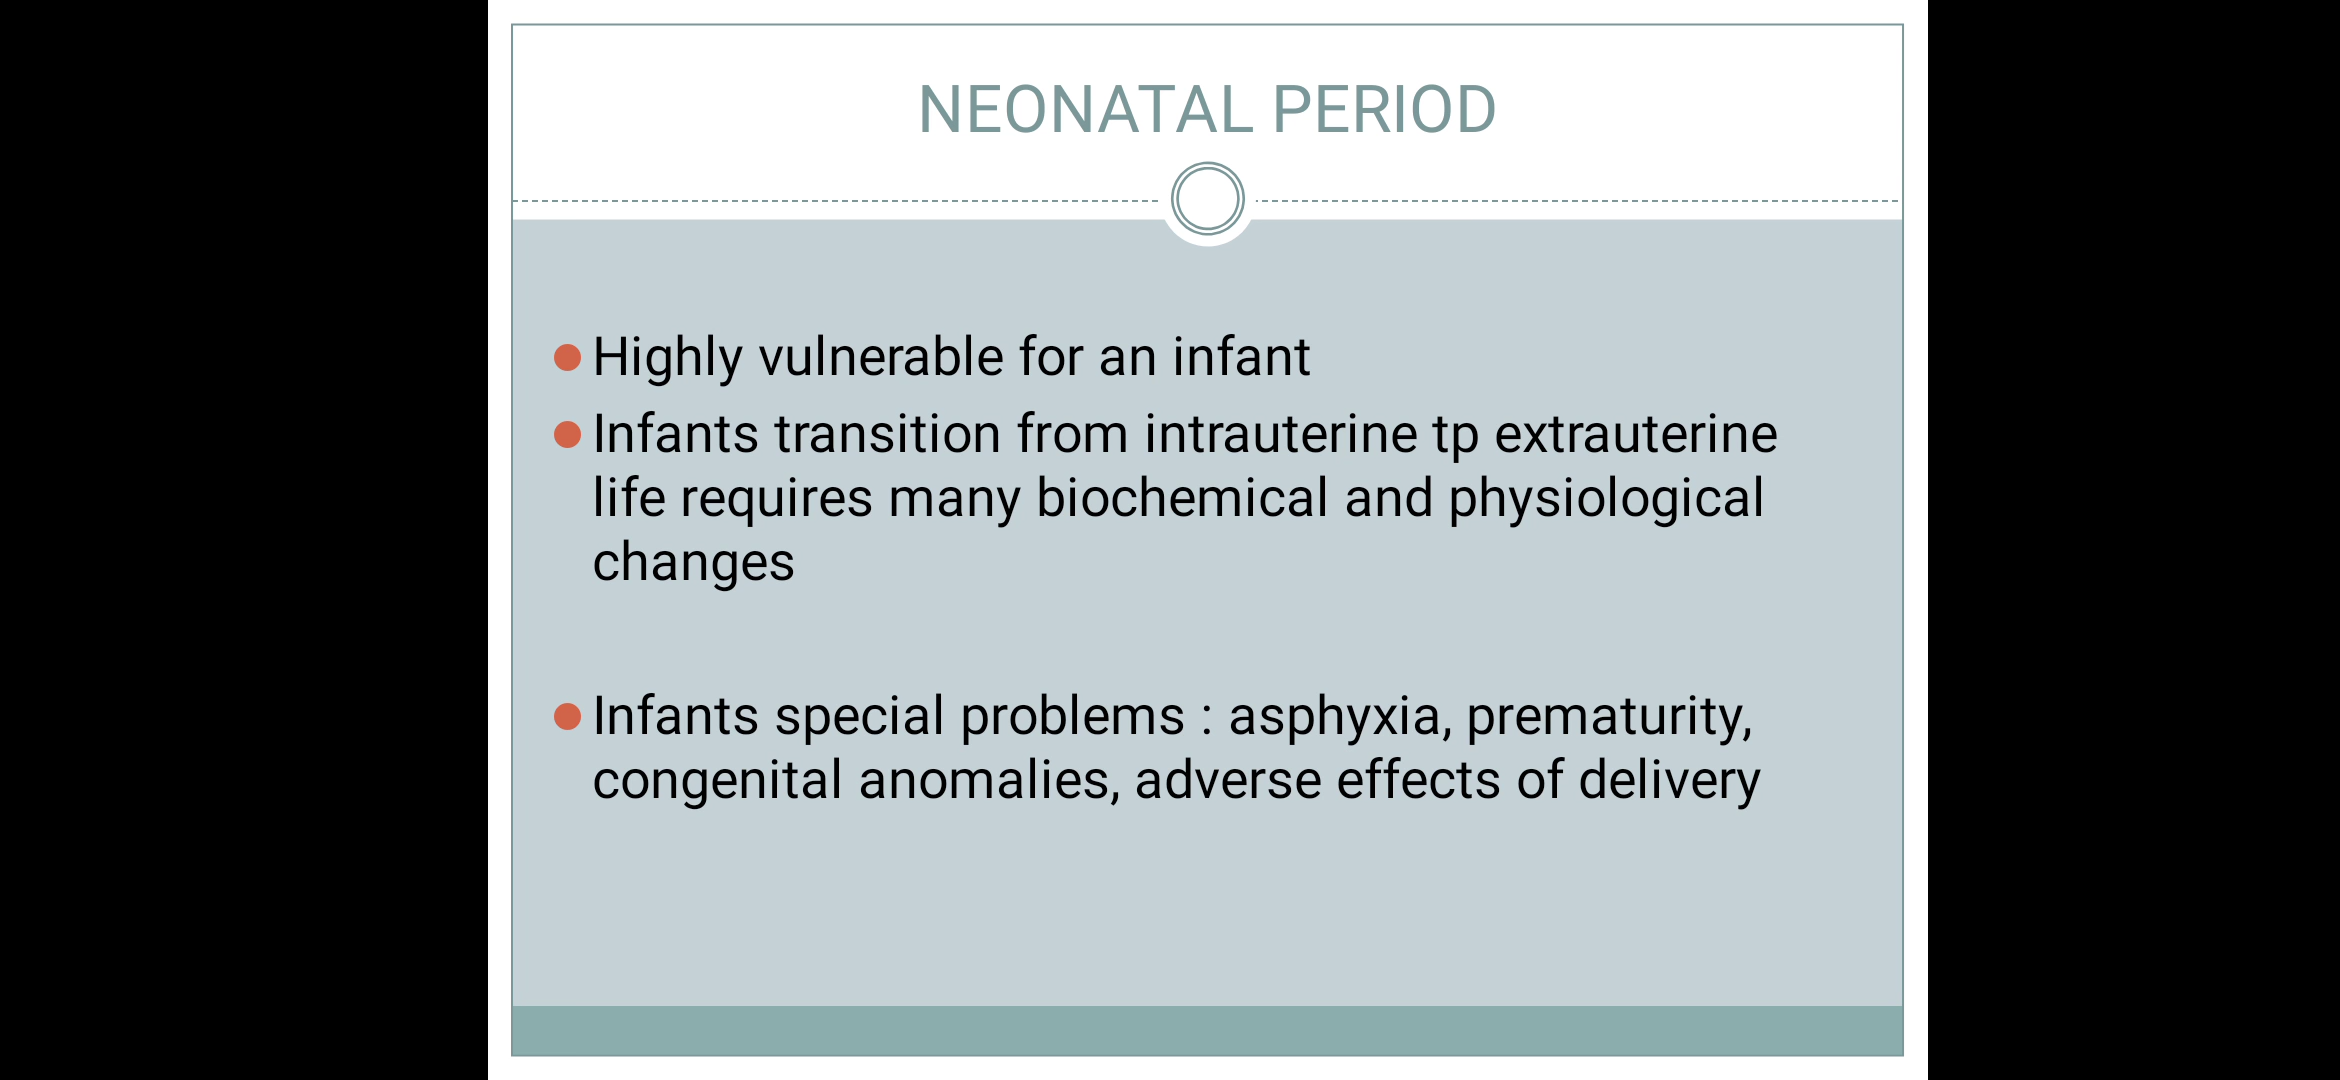 NEONATAL PERIOD
Highly vulnerable for an infant
Infants transition from intrauterine tp extrauterine
life requires many biochemical and physiological
changes
Infants special problems : asphyxia, prematurity,
congenital anomalies, adverse effects of delivery